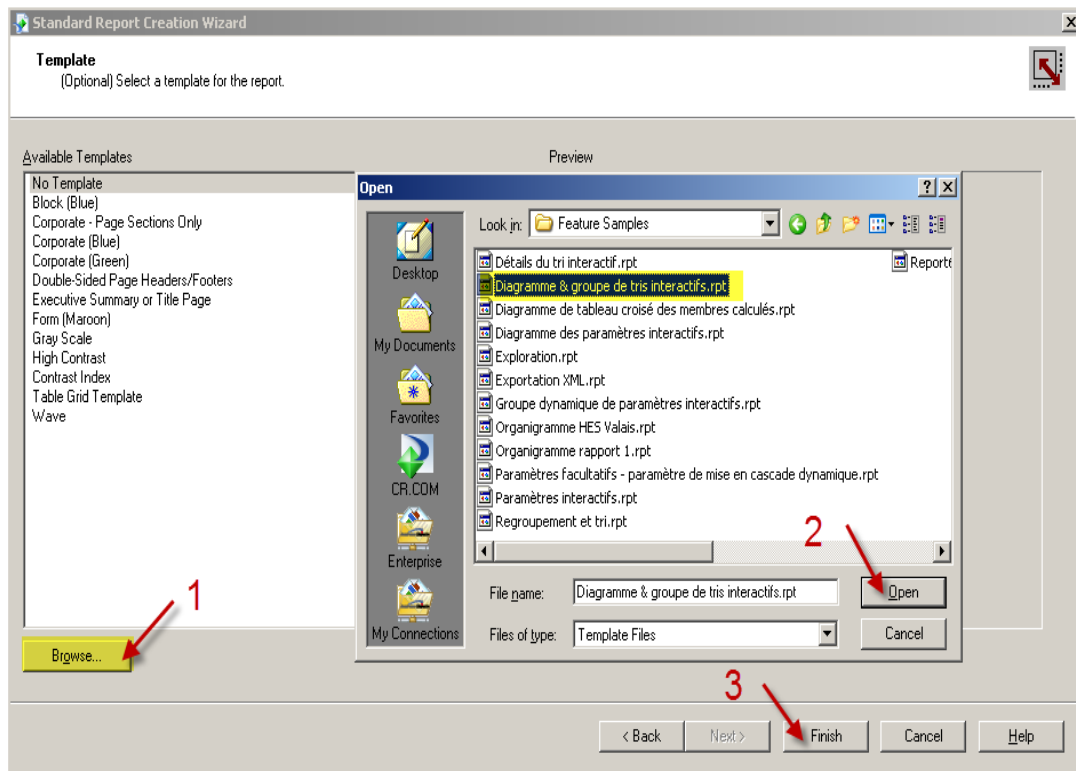 Standard Report Creation Wizard
Template
(Optional) Select a template for the report.
Available Templates
Preview
No Template
Block (Blue)
Corporate - Page Sections Only
Corporate (Blue)
Corporate (Green)
Double-Sided Page Headers/Footers
Executive Summary or Title Page
Form (Maroon)
Gray Scale
High Contrast
Contrast Index
Table Grid Template
Wave
1
Browse...
Open
Look in: Feature Samples
Desktop
My Documents
Favorites
CR.COM
Enterprise
My Connections
Détails du tri interactif.rpt
Diagramme & groupe de tris interactifs.rpt
Diagramme de tableau croisé des membres calculés.rpt
Diagramme des paramètres interactifs.rpt
Exploration.rpt
Exportation XML.rpt
Groupe dynamique de paramètres interactifs.rpt
Organigramme HES Valais.rpt
Organigramme rapport 1.rpt
Paramètres facultatifs - paramètre de mise en cascade dynamique.rpt
Paramètres interactifs.rpt
Regroupement et tri.rpt
2
File name: Diagramme & groupe de tris interactifs.rpt Open
Files of type: Template Files Cancel
3
< Back Next > Finish Cancel Help